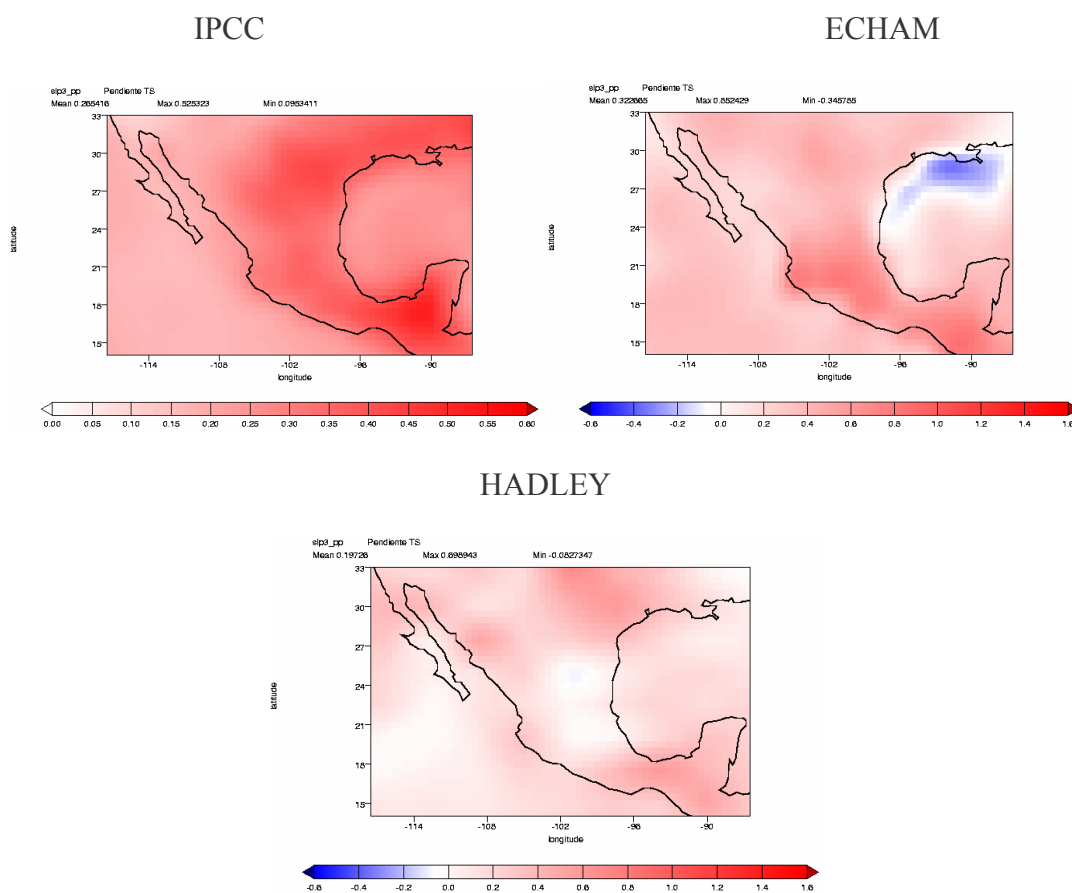 IPCC
slp3_pp Pendiente TS
Mean 0.265416 Max 0.525323 Min 0.0953411
33
30
27
24
21
18
15
latitude
-114 -108 -102 -96 -90
longitude
0.00 0.05 0.10 0.15 0.20 0.25 0.30 0.35 0.40 0.45 0.50 0.55 0.60
ECHAM
slp3_pp Pendiente TS
Mean 0.322665 Max 0.852429 Min -0.345785
33
30
27
24
21
18
15
latitude
-114 -108 -102 -96 -90
longitude
-0.6 -0.4 -0.2 0.0 0.2 0.4 0.6 0.8 1.0 1.2 1.4 1.6
HADLEY
slp3_pp Pendiente TS
Mean 0.19726 Max 0.698943 Min -0.0827347
33
30
27
24
21
18
15
latitude
-114 -108 -102 -96 -90
longitude
-0.6 -0.4 -0.2 0.0 0.2 0.4 0.6 0.8 1.0 1.2 1.4 1.6